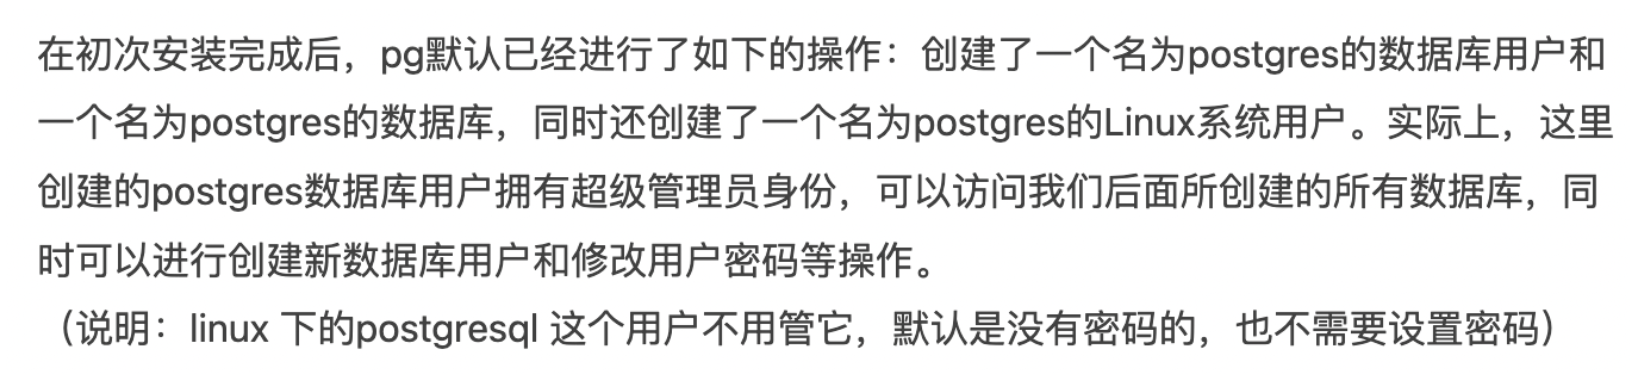 在初次安装完成后，pg默认已经进行了如下的操作：创建了一个名为postgres的数据库用户和
一个名为postgres的数据库，同时还创建了一个名为postgres的Linux系统用户。实际上，这里
创建的postgres数据库用户拥有超级管理员身份，可以访问我们后面所创建的所有数据库，同
时可以进行创建新数据库用户和修改用户密码等操作。
（说明：linux 下的postgresql 这个用户不用管它，默认是没有密码的，也不需要设置密码）